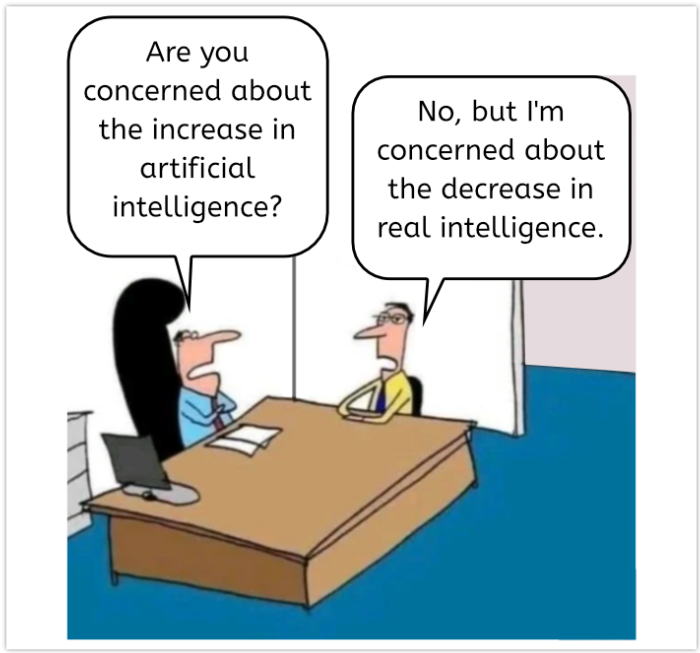 Are you
concerned about
the increase in
artificial
intelligence?
No, but I'm
concerned about
the decrease in
real intelligence.